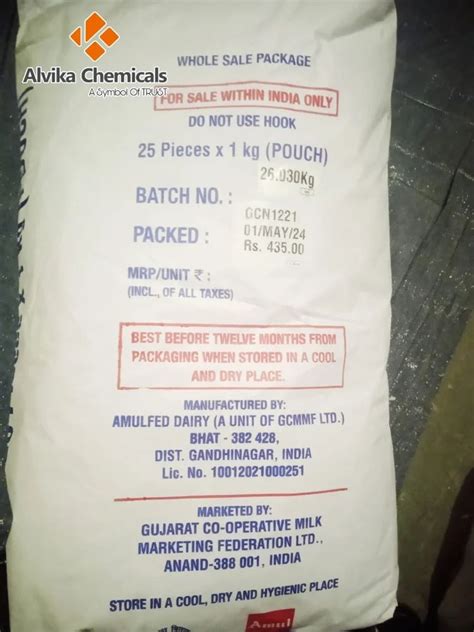 Alvika Chemicals
A Symbol Of TRUST
WHOLE SALE PACKAGE
FOR SALE WITHIN INDIA ONLY
DO NOT USE HOOK
25 Pieces x 1 kg (POUCH)
26.030Kg
BATCH NO. :
GCN1221
PACKED :
01/MAY/24
Rs. 435.00
MRP/UNIT ₹ :
(INCL., OF ALL TAXES)
BEST BEFORE TWELVE MONTHS FROM
PACKAGING WHEN STORED IN A COOL
AND DRY PLACE.
MANUFACTURED BY:
AMULFED DAIRY (A UNIT OF GCMMF LTD.)
BHAT - 382 428,
DIST. GANDHINAGAR, INDIA
Lic. No. 10012021000251
MARKETED BY:
GUJARAT CO-OPERATIVE MILK
MARKETING FEDERATION LTD.,
ANAND-388 001, INDIA
STORE IN A COOL, DRY AND HYGIENIC PLACE
Amul